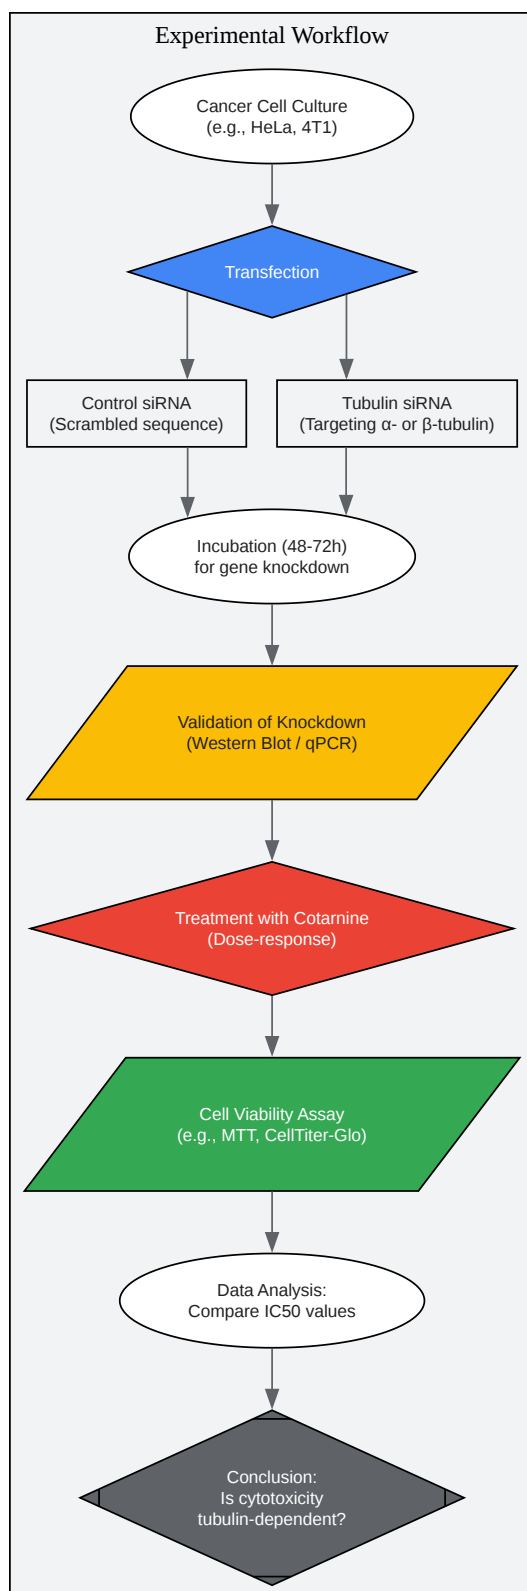 Experimental Workflow
Cancer Cell Culture
(e.g., HeLa, 4T1)
Transfection
Control siRNA
(Scrambled sequence)
Tubulin siRNA
(Targeting α- or β-tubulin)
Incubation (48-72h)
for gene knockdown
Validation of Knockdown
(Western Blot / qPCR)
Treatment with Cotarnine
(Dose-response)
Cell Viability Assay
(e.g., MTT, CellTiter-Glo)
Data Analysis:
Compare IC50 values
Conclusion:
Is cytotoxicity
tubulin-dependent?